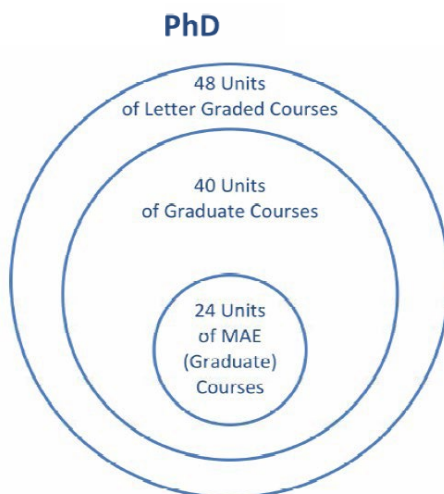 PhD
48 Units
of Letter Graded Courses
40 Units
of Graduate Courses
24 Units
of MAE
(Graduate)
Courses